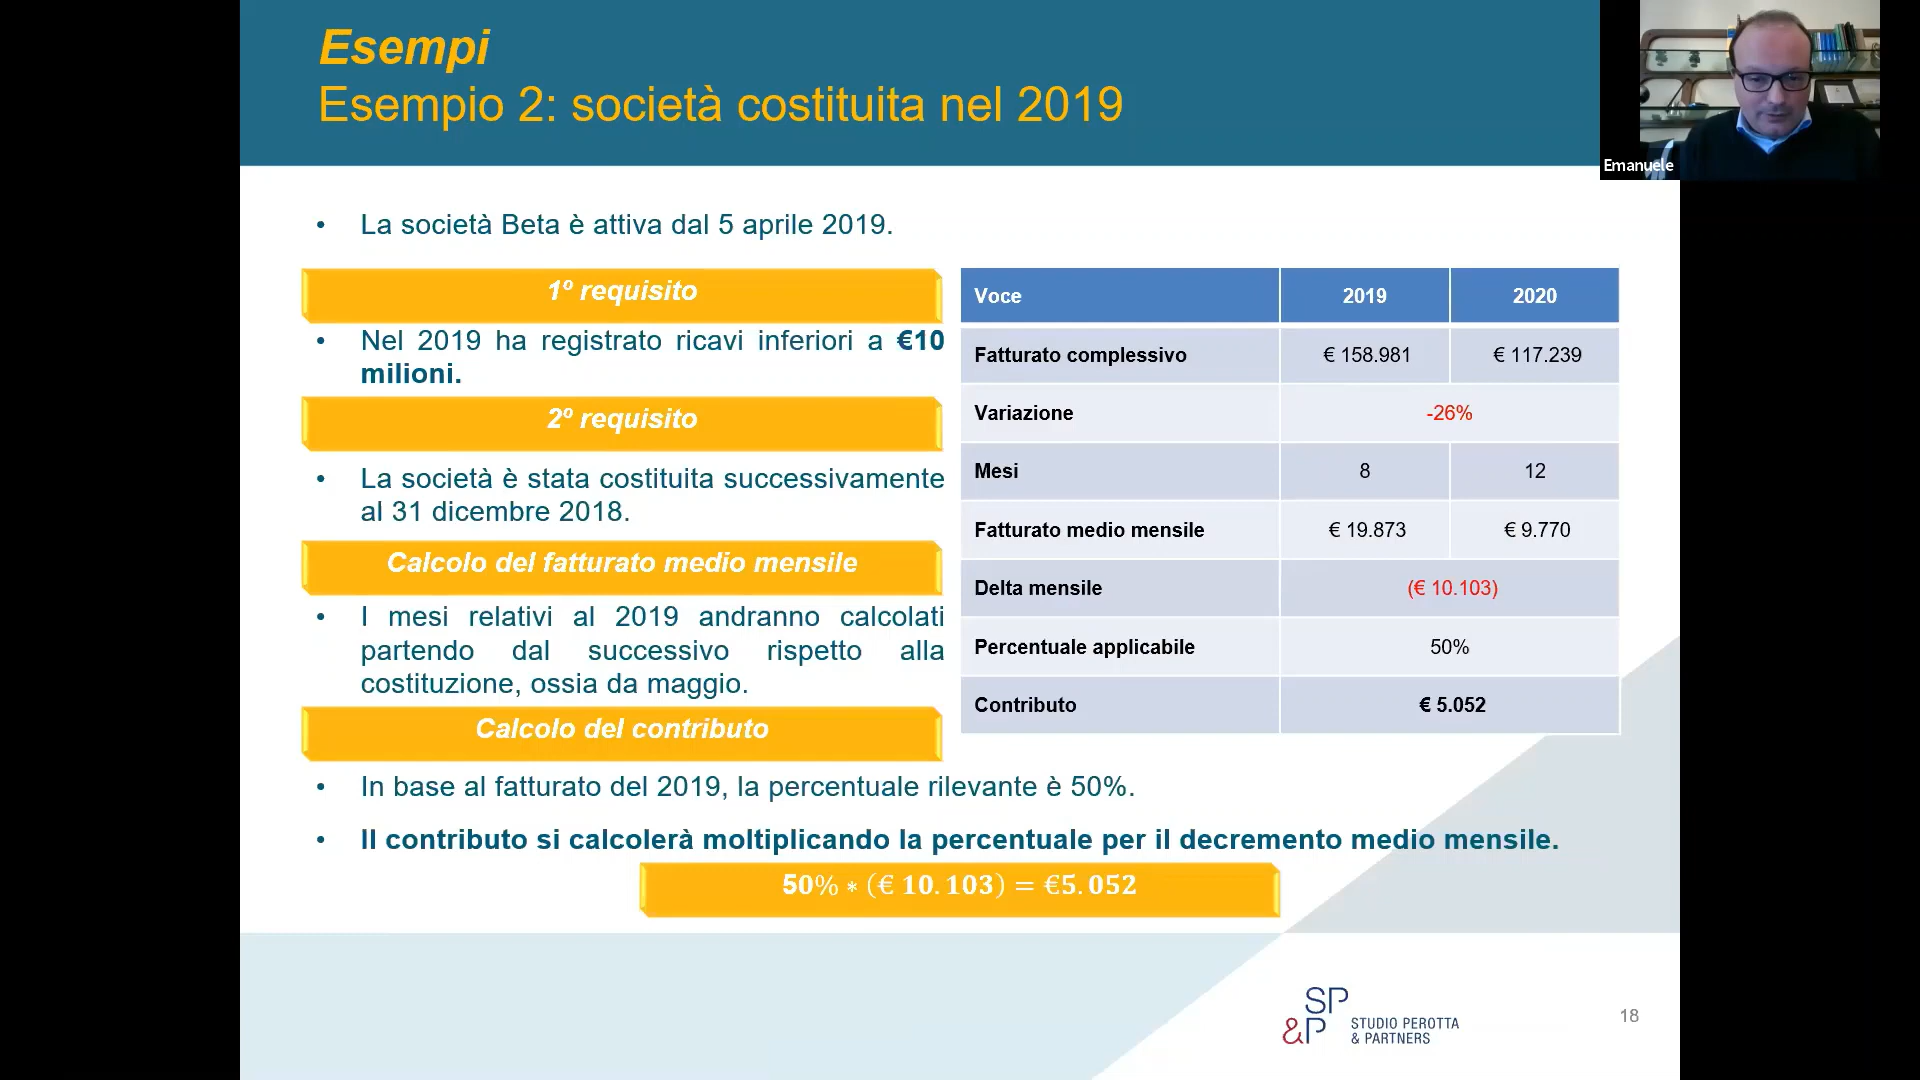 Esempi
Esempio 2: società costituita nel 2019
Emanuele
• La società Beta è attiva dal 5 aprile 2019.
1º requisito
• Nel 2019 ha registrato ricavi inferiori a €10
milioni.
2º requisito
• La società è stata costituita successivamente
al 31 dicembre 2018.
Calcolo del fatturato medio mensile
• I mesi relativi al 2019 andranno calcolati
partendo dal successivo rispetto alla
costituzione, ossia da maggio.
Calcolo del contributo
Voce 2019 2020
Fatturato complessivo € 158.981 € 117.239
Variazione -26%
Mesi 8 12
Fatturato medio mensile € 19.873 € 9.770
Delta mensile (€ 10.103)
Percentuale applicabile 50%
Contributo € 5.052
• In base al fatturato del 2019, la percentuale rilevante è 50%.
• Il contributo si calcolerà moltiplicando la percentuale per il decremento medio mensile.
50% * (€ 10.103) = €5.052
SP
&P STUDIO PEROTTA
& PARTNERS
18